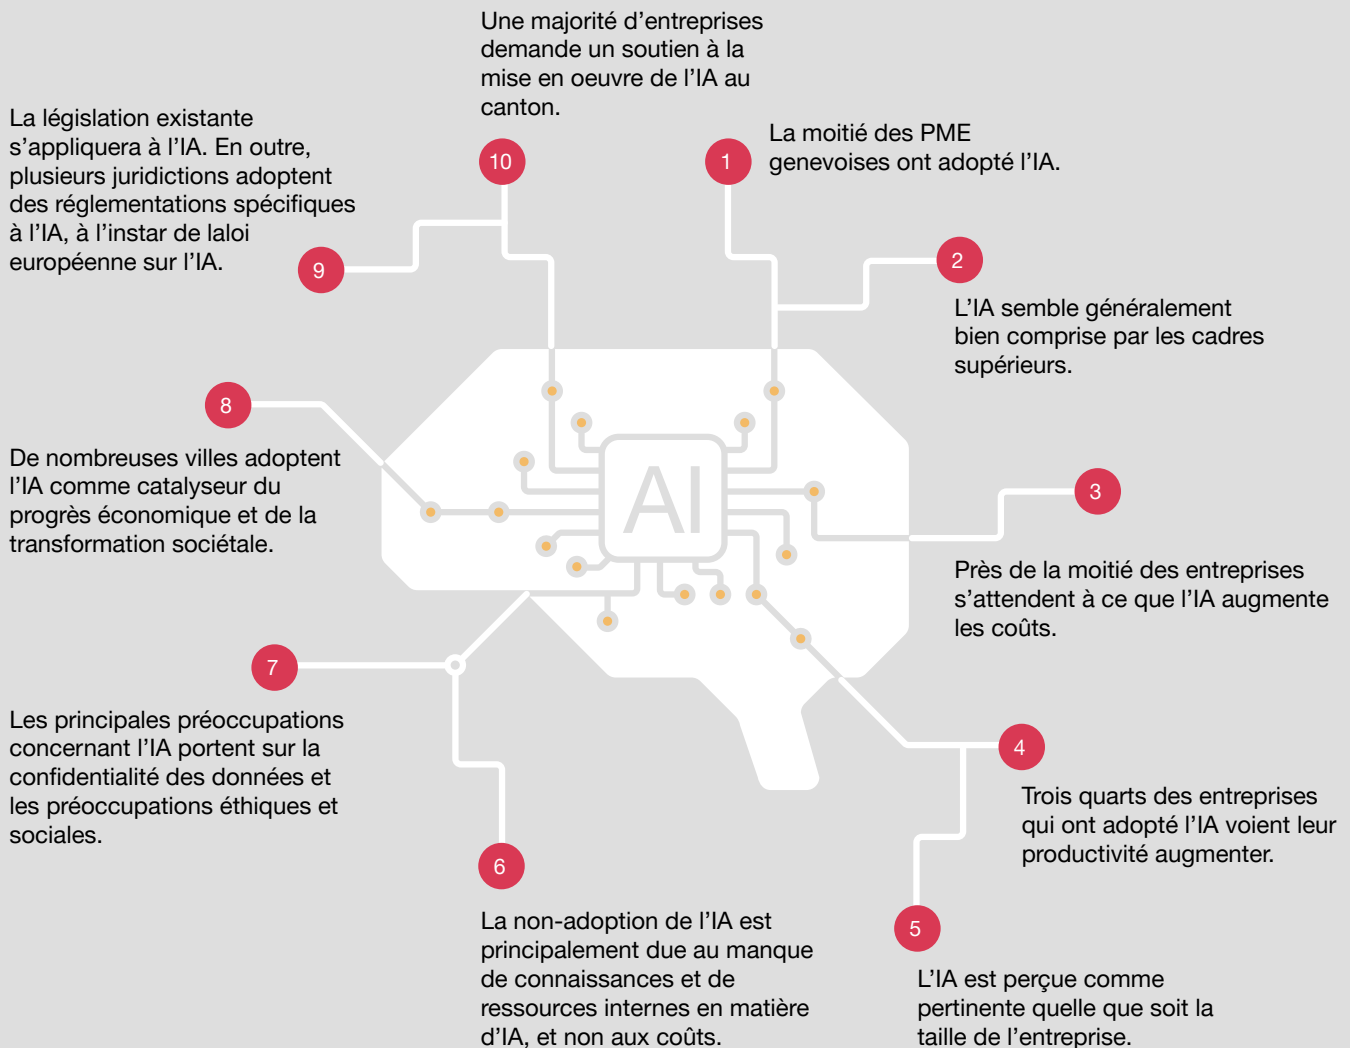 1
La moitié des PME
genevoises ont adopté l’IA.
2
L’IA semble généralement
bien comprise par les cadres
supérieurs.
3
Près de la moitié des entreprises
s’attendent à ce que l’IA augmente
les coûts.
4
Trois quarts des entreprises
qui ont adopté l’IA voient leur
productivité augmenter.
5
L’IA est perçue comme
pertinente quelle que soit la
taille de l’entreprise.
6
La non-adoption de l’IA est
principalement due au manque
de connaissances et de
ressources internes en matière
d’IA, et non aux coûts.
7
Les principales préoccupations
concernant l’IA portent sur la
confidentialité des données et
les préoccupations éthiques et
sociales.
8
De nombreuses villes adoptent
l’IA comme catalyseur du
progrès économique et de la
transformation sociétale.
9
La législation existante
s’appliquera à l’IA. En outre,
plusieurs juridictions adoptent
des réglementations spécifiques
à l’IA, à l’instar de laloi
européenne sur l’IA.
10
Une majorité d’entreprises
demande un soutien à la
mise en oeuvre de l’IA au
canton.
AI